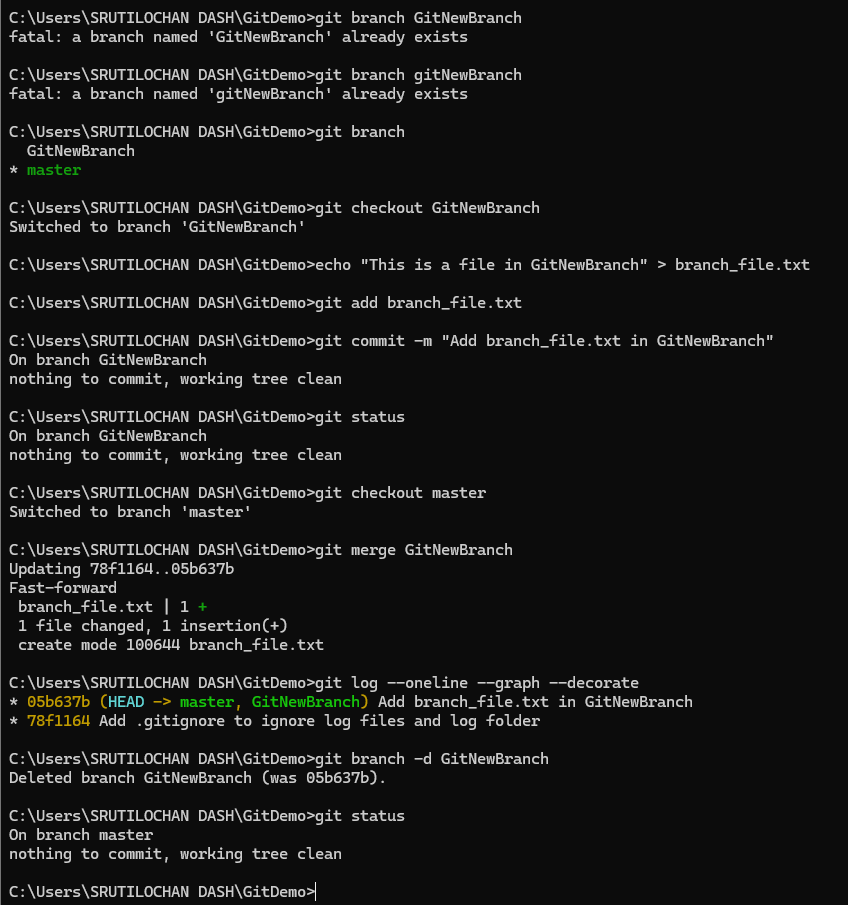 C:\Users\SRUTILOCHAN DASH\GitDemo>git branch GitNewBranch
fatal: a branch named 'GitNewBranch' already exists
C:\Users\SRUTILOCHAN DASH\GitDemo>git branch gitNewBranch
fatal: a branch named 'gitNewBranch' already exists
C:\Users\SRUTILOCHAN DASH\GitDemo>git branch
  GitNewBranch
* master
C:\Users\SRUTILOCHAN DASH\GitDemo>git checkout GitNewBranch
Switched to branch 'GitNewBranch'
C:\Users\SRUTILOCHAN DASH\GitDemo>echo "This is a file in GitNewBranch" > branch_file.txt
C:\Users\SRUTILOCHAN DASH\GitDemo>git add branch_file.txt
C:\Users\SRUTILOCHAN DASH\GitDemo>git commit -m "Add branch_file.txt in GitNewBranch"
On branch GitNewBranch
nothing to commit, working tree clean
C:\Users\SRUTILOCHAN DASH\GitDemo>git status
On branch GitNewBranch
nothing to commit, working tree clean
C:\Users\SRUTILOCHAN DASH\GitDemo>git checkout master
Switched to branch 'master'
C:\Users\SRUTILOCHAN DASH\GitDemo>git merge GitNewBranch
Updating 78f1164..05b637b
Fast-forward
 branch_file.txt | 1 +
 1 file changed, 1 insertion(+)
 create mode 100644 branch_file.txt
C:\Users\SRUTILOCHAN DASH\GitDemo>git log --oneline --graph --decorate
* 05b637b (HEAD -> master, GitNewBranch) Add branch_file.txt in GitNewBranch
* 78f1164 Add .gitignore to ignore log files and log folder
C:\Users\SRUTILOCHAN DASH\GitDemo>git branch -d GitNewBranch
Deleted branch GitNewBranch (was 05b637b).
C:\Users\SRUTILOCHAN DASH\GitDemo>git status
On branch master
nothing to commit, working tree clean
C:\Users\SRUTILOCHAN DASH\GitDemo>